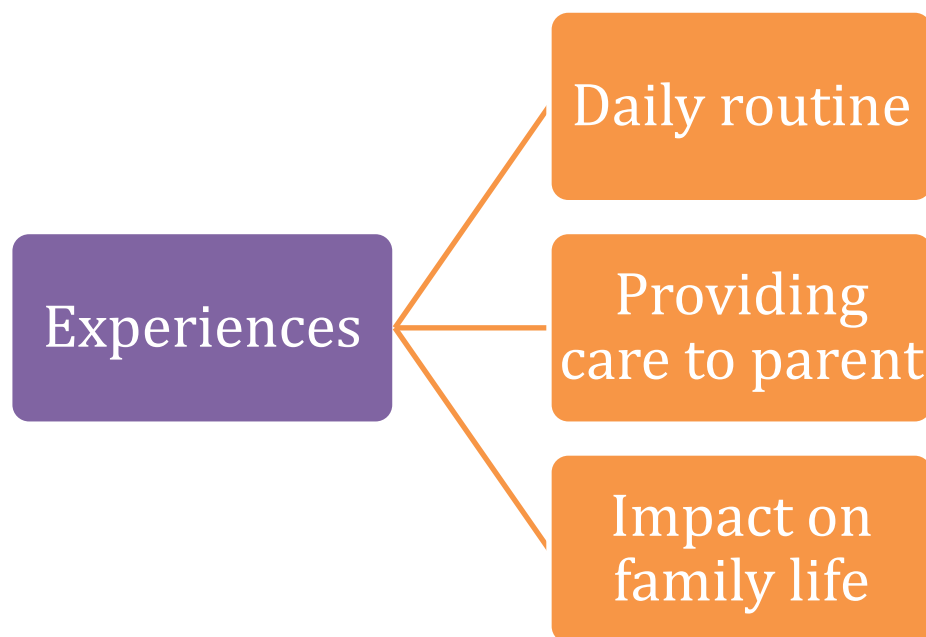 Experiences
Daily routine
Providing
care to parent
Impact on
family life